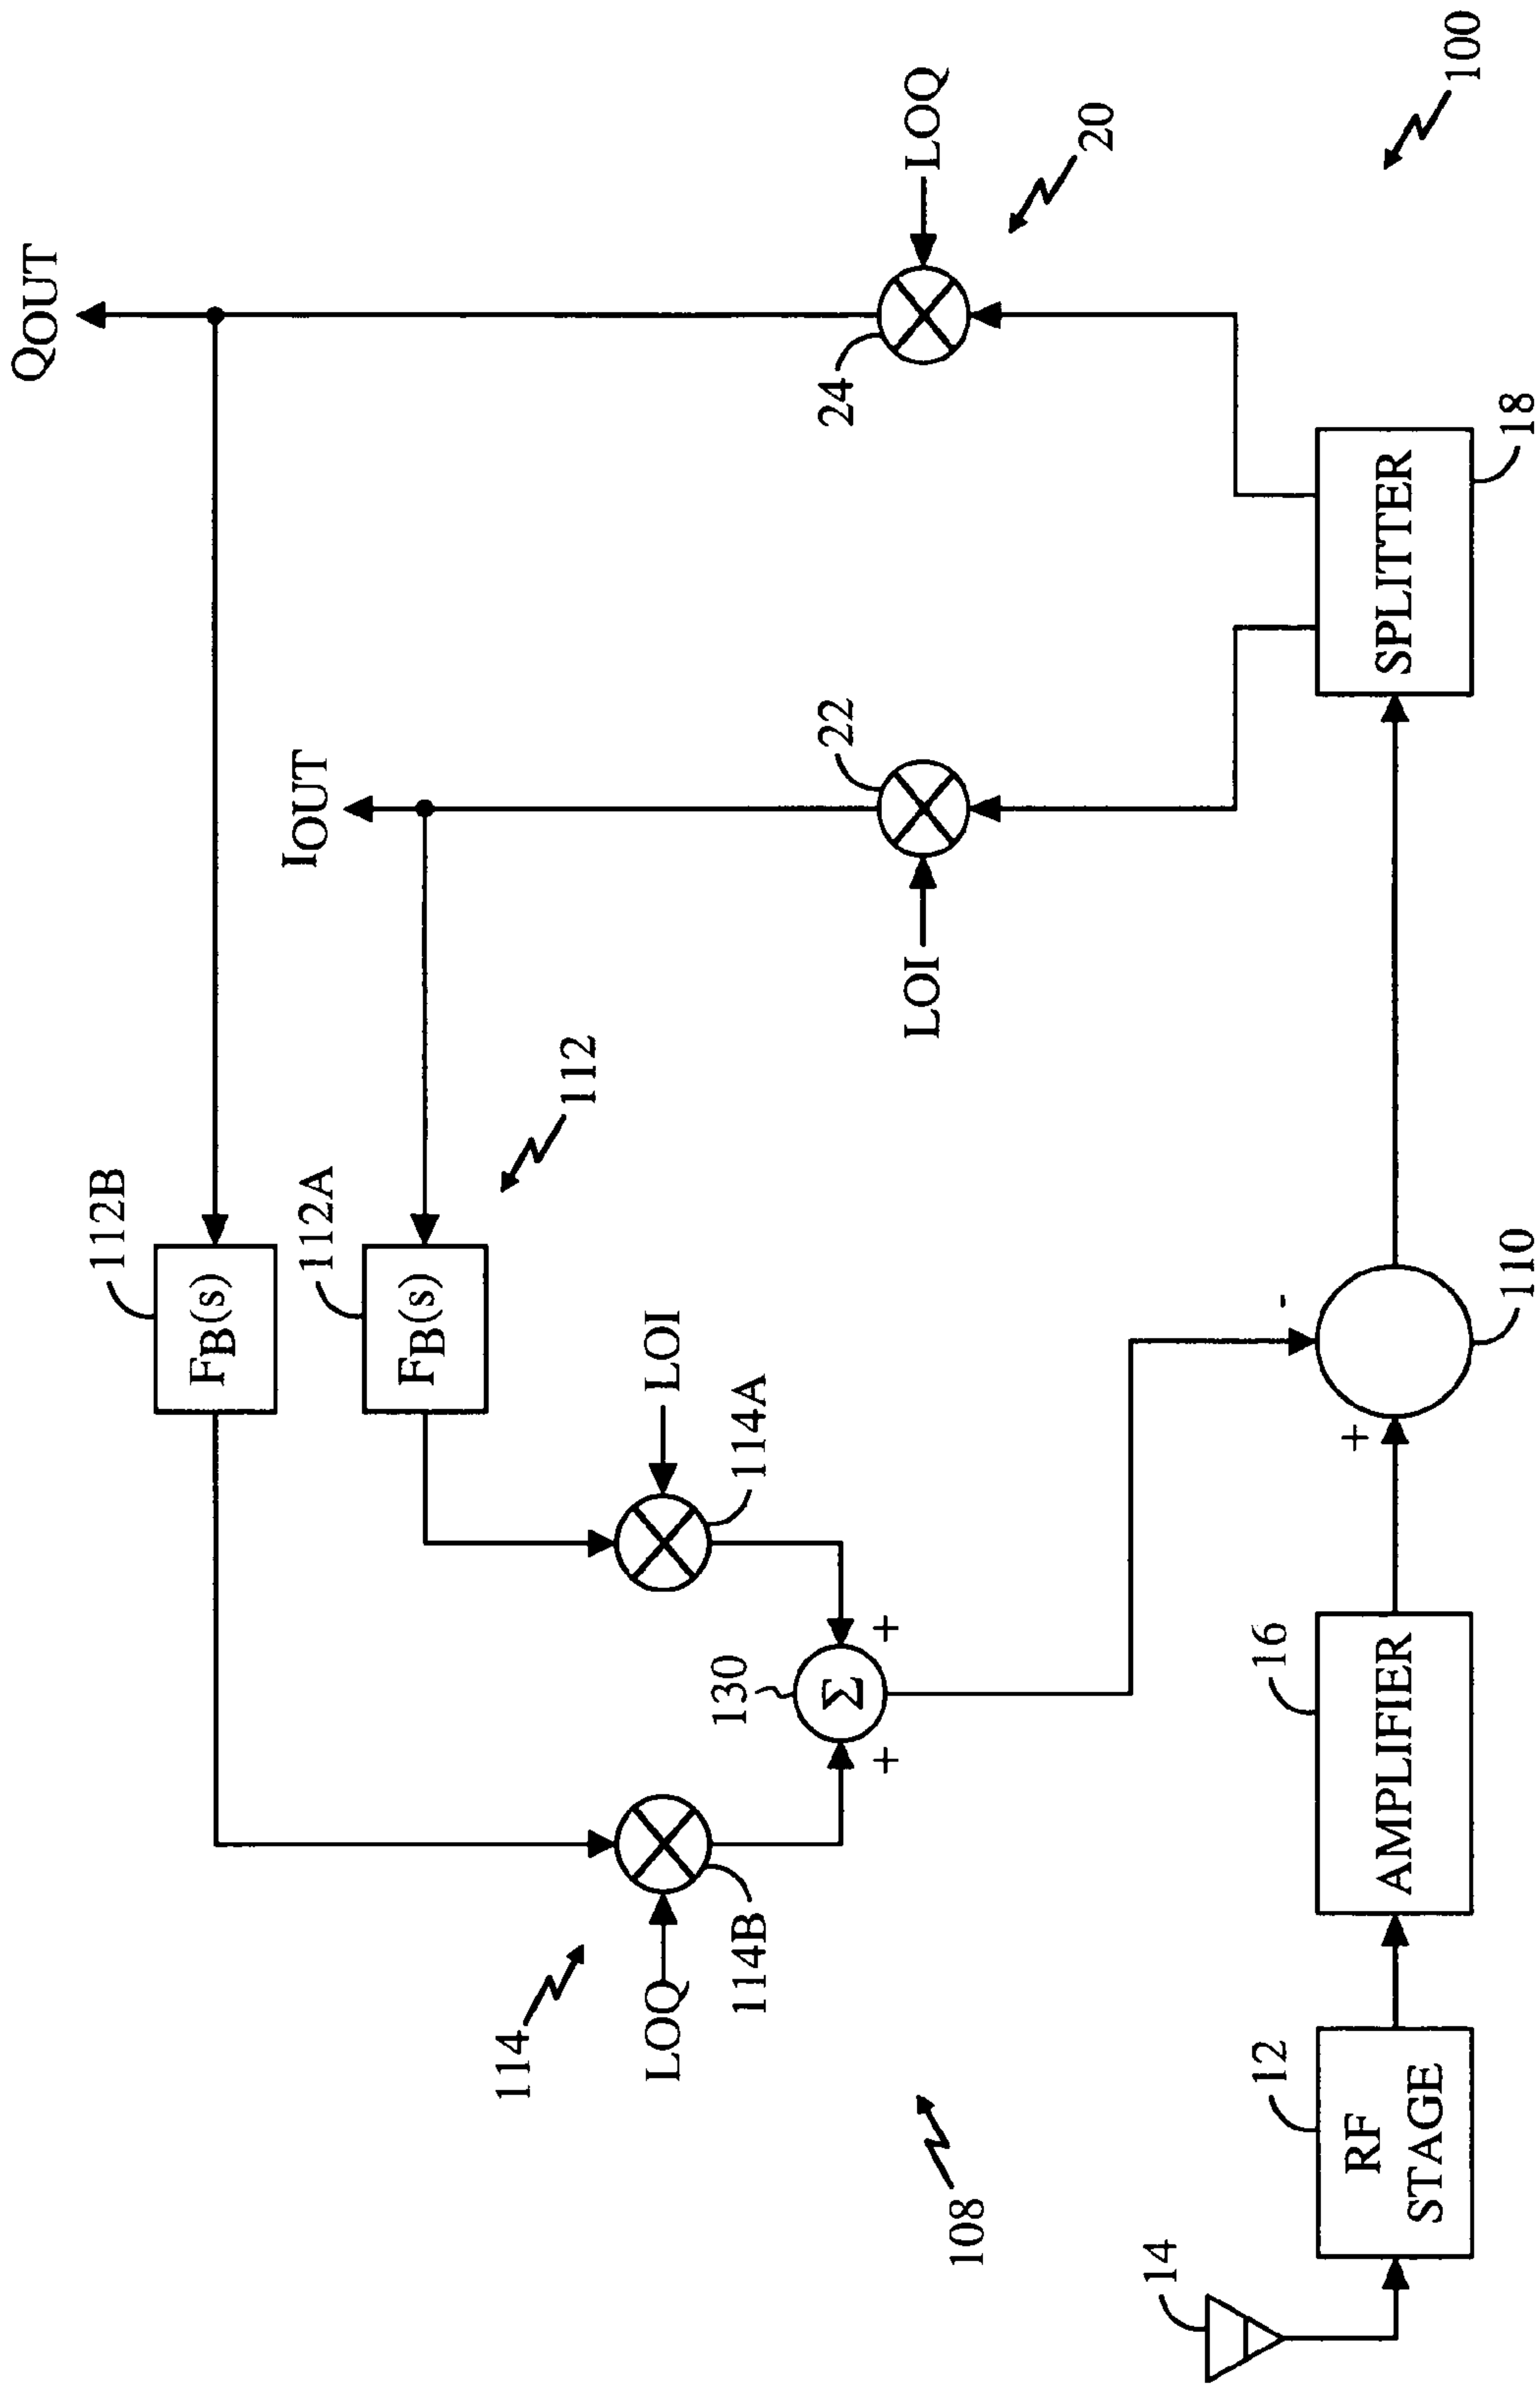 QOUT
IOUT
112B
FB(s)
112A
FB(s)
112
LOI
114A
114
LOQ
114B
130
Σ
+
+
108
22
LOI
24
LOQ
20
14
12
RF
STAGE
16
AMPLIFIER
+
-
110
SPLITTER
18
100